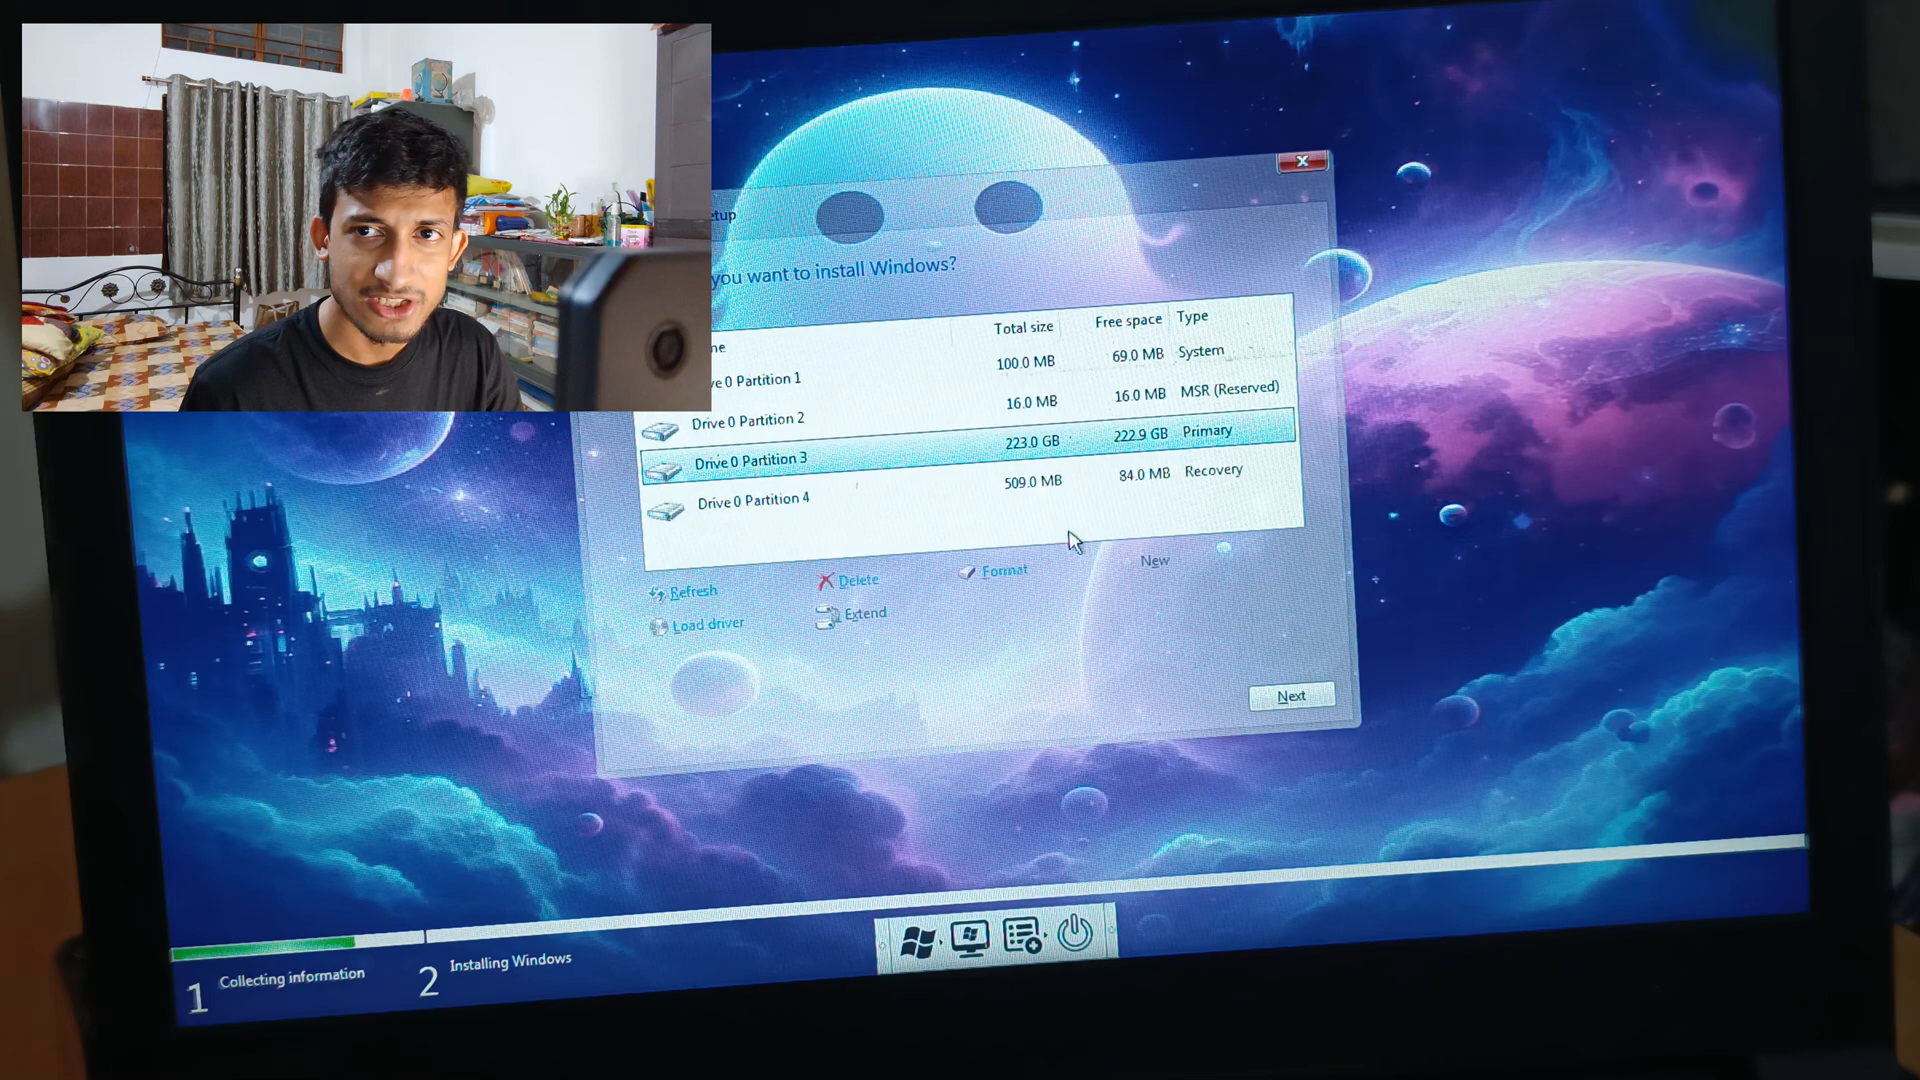 etup
you want to install Windows?
me Total size Free space Type
ve 0 Partition 1 100.0 MB 69.0 MB System
Drive 0 Partition 2 16.0 MB 16.0 MB MSR (Reserved)
Drive 0 Partition 3 223.0 GB 222.9 GB Primary
Drive 0 Partition 4 509.0 MB 84.0 MB Recovery
Refresh Delete Format New
Load driver Extend
Next
1 Collecting information 2 Installing Windows